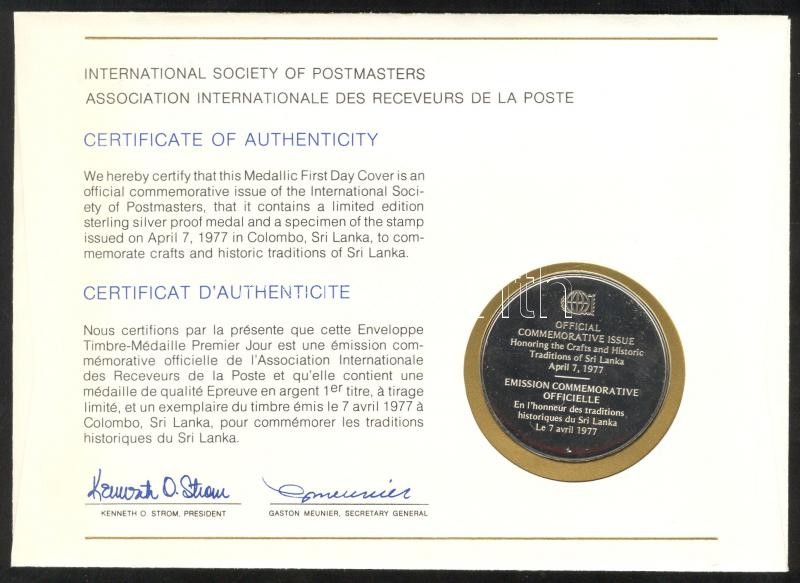 INTERNATIONAL SOCIETY OF POSTMASTERS
ASSOCIATION INTERNATIONALE DES RECEVEURS DE LA POSTE
CERTIFICATE OF AUTHENTICITY
We hereby certify that this Medallic First Day Cover is an
official commemorative issue of the International Soci-
ety of Postmasters, that it contains a limited edition
sterling silver proof medal and a specimen of the stamp
issued on April 7, 1977 in Colombo, Sri Lanka, to com-
memorate crafts and historic traditions of Sri Lanka.
CERTIFICAT D'AUTHENTICITE
Nous certifions par la présente que cette Enveloppe
Timbre-Médaille Premier Jour est une émission com-
mémorative officielle de l'Association Internationale
des Receveurs de la Poste et qu'elle contient une
médaille de qualité Epreuve en argent 1er titre, à tirage
limité, et un exemplaire du timbre émis le 7 avril 1977 à
Colombo, Sri Lanka, pour commémorer les traditions
historiques du Sri Lanka.
Kenneth O. Strom
G Meunier
KENNETH O STROM, PRESIDENT
GASTON MEUNIER, SECRETARY GENERAL
OFFICIAL
COMMEMORATIVE ISSUE
Honoring the Crafts and Historic
Traditions of Sri Lanka
April 7, 1977
EMISSION COMMEMORATIVE
OFFICIELLE
En l'honneur des traditions
historiques du Sri Lanka
Le 7 avril 1977